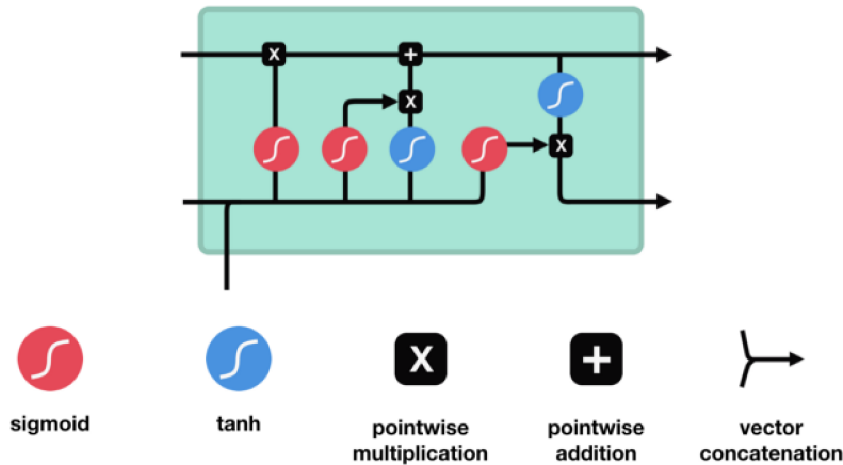 X
+
X
X
X
+
sigmoid
tanh
pointwise
multiplication
pointwise
addition
vector
concatenation